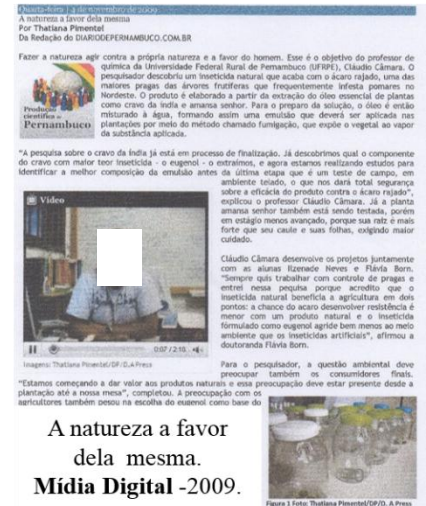 Quarta-feira | 4 de novembro de 2009
A natureza a favor dela mesma
Por Thatiana Pimentel
Da Redação do DIARIODEPERNAMBUCO.COM.BR
Fazer a natureza agir contra a própria natureza e a favor do homem. Esse é o objetivo do professor de
química da Universidade Federal Rural de Pernambuco (UFRPE), Cláudio Câmara. O
pesquisador descobriu um inseticida natural que acaba com o ácaro rajado, uma das
maiores pragas das árvores frutíferas que frequentemente infesta pomares no
Nordeste. O produto é elaborado a partir da extração do óleo essencial de plantas
como cravo da índia e amansa senhor. Para o preparo da solução, o óleo é então
misturado à água, formando assim uma emulsão que deverá ser aplicada nas
plantações por meio do método chamado fumigação, que expõe o vegetal ao vapor
da substância aplicada.
Produção
científica
Pernambuco
"A pesquisa sobre o cravo da índia já está em processo de finalização. Já descobrimos qual o componente
do cravo com maior teor inseticida - o eugenol - o extraímos, e agora estamos realizando estudos para
identificar a melhor composição da emulsão antes da última etapa que é um teste de campo, em
ambiente telado, o que nos dará total segurança
sobre a eficácia do produto contra o ácaro rajado",
explicou o professor Cláudio Câmara. Já a planta
amansa senhor também está sendo testada, porém
em estágio menos avançado, porque sua raiz é mais
forte que seu caule e suas folhas, exigindo maior
cuidado.
Vídeo
Cláudio Câmara desenvolve os projetos juntamente
com as alunas Ilzenade Neves e Flávia Born.
"Sempre quis trabalhar com controle de pragas e
entrei nessa pesquisa porque acredito que o
inseticida natural beneficia a agricultura em dois
pontos: a chance do ácaro desenvolver resistência é
menor com um produto natural e o inseticida
fórmulado como eugenol agride bem menos ao meio
ambiente que os inseticidas artificiais", afirmou a
doutoranda Flávia Born.
0:07 / 2:10
Imagens: Thatiana Pimentel/DP/D.A Press
Para o pesquisador, a questão ambiental deve
preocupar também os consumidores finais.
"Estamos começando a dar valor aos produtos naturais e essa preocupação deve estar presente desde a
plantação até a nossa mesa", completou. A preocupação com os
agricultores também pesou na escolha do eugenol como base do
A natureza a favor
dela mesma.
Mídia Digital -2009.
Figura 1 Foto: Thatiana Pimentel/DP/D.A Press